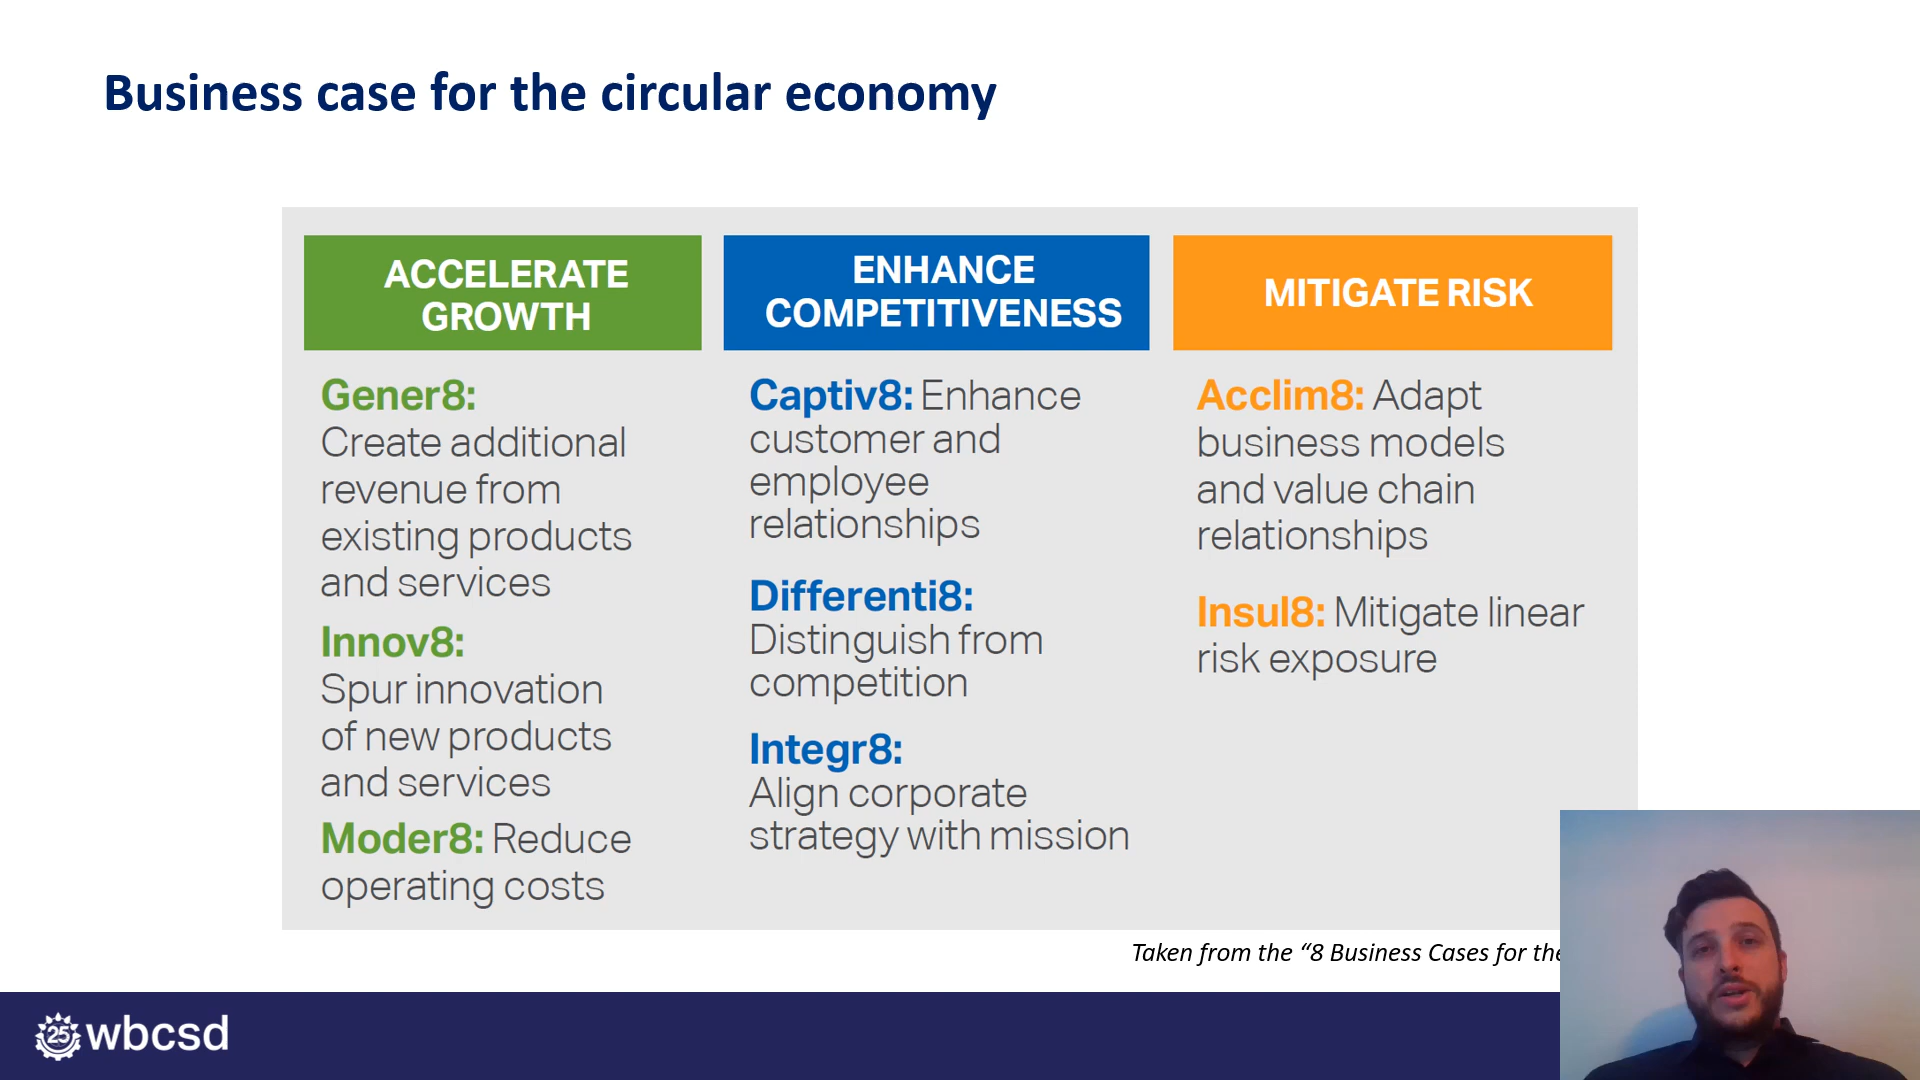 Business case for the circular economy
ACCELERATE
GROWTH
Gener8:
Create additional
revenue from
existing products
and services
Innov8:
Spur innovation
of new products
and services
Moder8: Reduce
operating costs
ENHANCE
COMPETITIVENESS
Captiv8: Enhance
customer and
employee
relationships
Differenti8:
Distinguish from
competition
Integr8:
Align corporate
strategy with mission
MITIGATE RISK
Acclim8: Adapt
business models
and value chain
relationships
Insul8: Mitigate linear
risk exposure
Taken from the “8 Business Cases for the
25 wbcsd